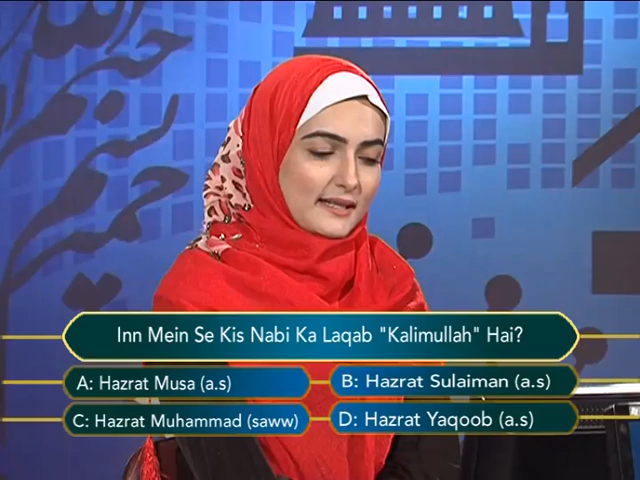 Inn Mein Se Kis Nabi Ka Laqab "Kalimullah" Hai?
A: Hazrat Musa (a.s)
B: Hazrat Sulaiman (a.s)
C: Hazrat Muhammad (saww)
D: Hazrat Yaqoob (a.s)